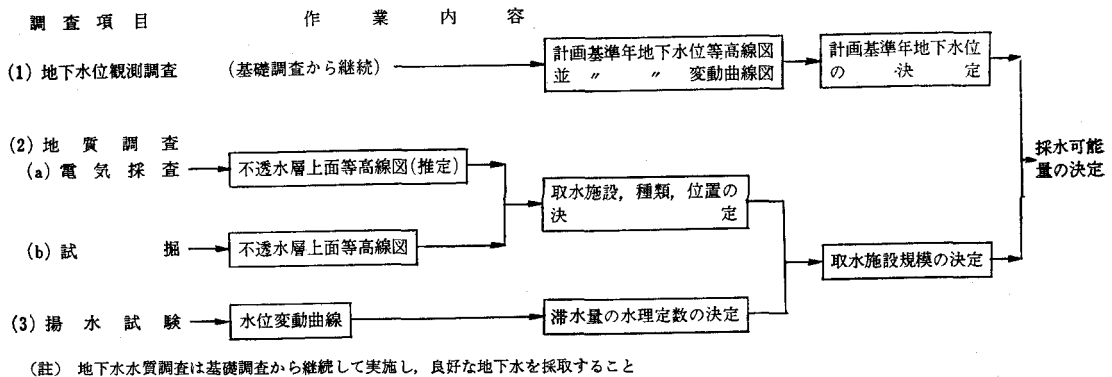 調査項目 作業内容
(1) 地下水位観測調査 (基礎調査から継続) 計画基準年地下水位等高線図 計画基準年地下水位
並 〃 〃 変動曲線図 の決定
(2) 地質調査
(a) 電気探査 不透水層上面等高線図(推定)
採水可能
量の決定
取水施設,種類,位置の
決定
(b) 試掘 不透水層上面等高線図
取水施設規模の決定
(3) 揚水試験 水位変動曲線 滞水量の水理定数の決定
(註) 地下水水質調査は基礎調査から継続して実施し,良好な地下水を採取すること